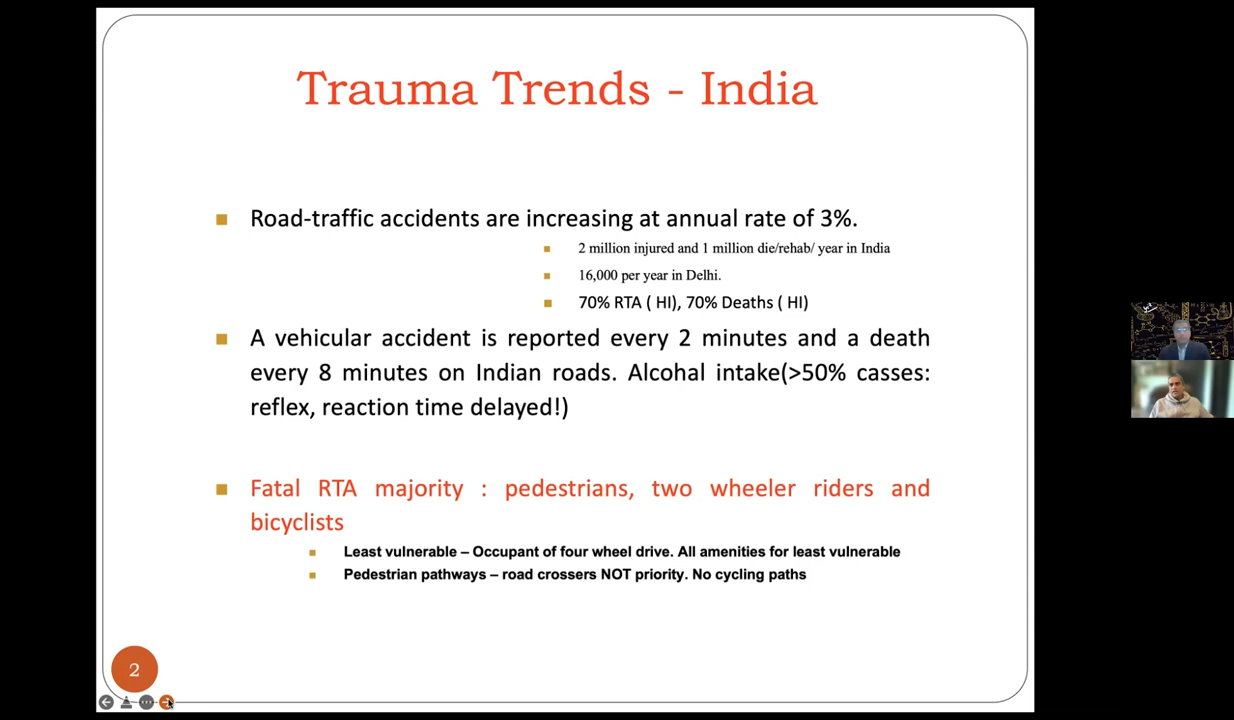 Trauma Trends - India
Road-traffic accidents are increasing at annual rate of 3%.
2 million injured and 1 million die/rehab/ year in India
16,000 per year in Delhi.
70% RTA ( HI), 70% Deaths ( HI)
A vehicular accident is reported every 2 minutes and a death
every 8 minutes on Indian roads. Alcohal intake(>50% casses:
reflex, reaction time delayed!)
Fatal RTA majority : pedestrians, two wheeler riders and
bicyclists
Least vulnerable – Occupant of four wheel drive. All amenities for least vulnerable
Pedestrian pathways – road crossers NOT priority. No cycling paths
2